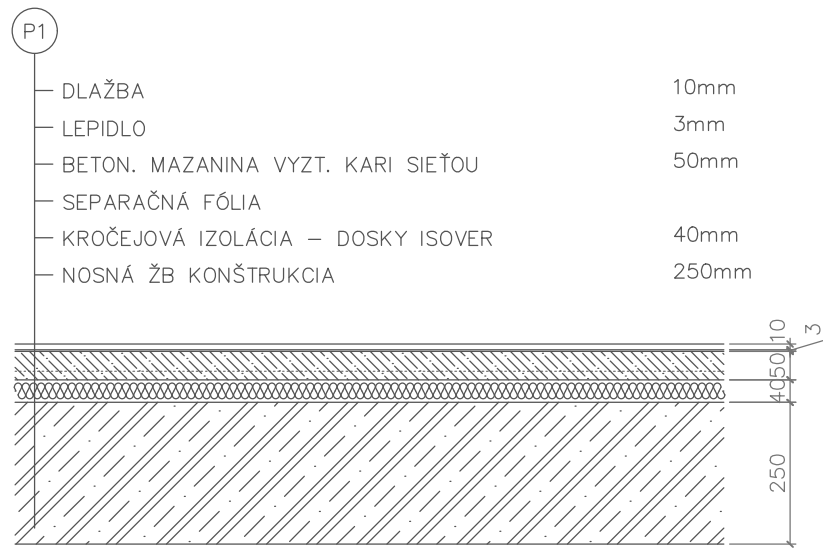 P1
DLAŽBA 10mm
LEPIDLO 3mm
BETON. MAZANINA VYZT. KARI SIEŤOU 50mm
SEPARAČNÁ FÓLIA
KROČEJOVÁ IZOLÁCIA – DOSKY ISOVER 40mm
NOSNÁ ŽB KONŠTRUKCIA 250mm
10
3
50
40
250